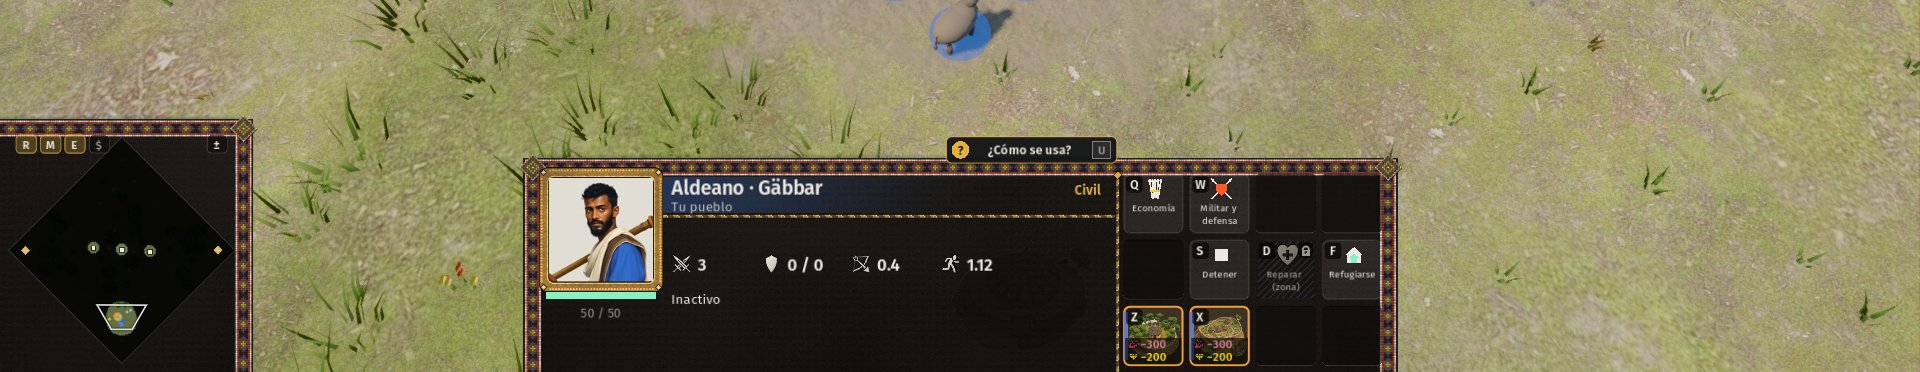 R M E $ ±
? ¿Cómo se usa? U
Aldeano · Gäbbar
Civil
Tu pueblo
3 0 / 0 0.4 1.12
Inactivo
50 / 50
Q
Economía
W
Militar y
defensa
S
Detener
D
Reparar
(zona)
F
Refugiarse
Z
-300
-200
X
-300
-200